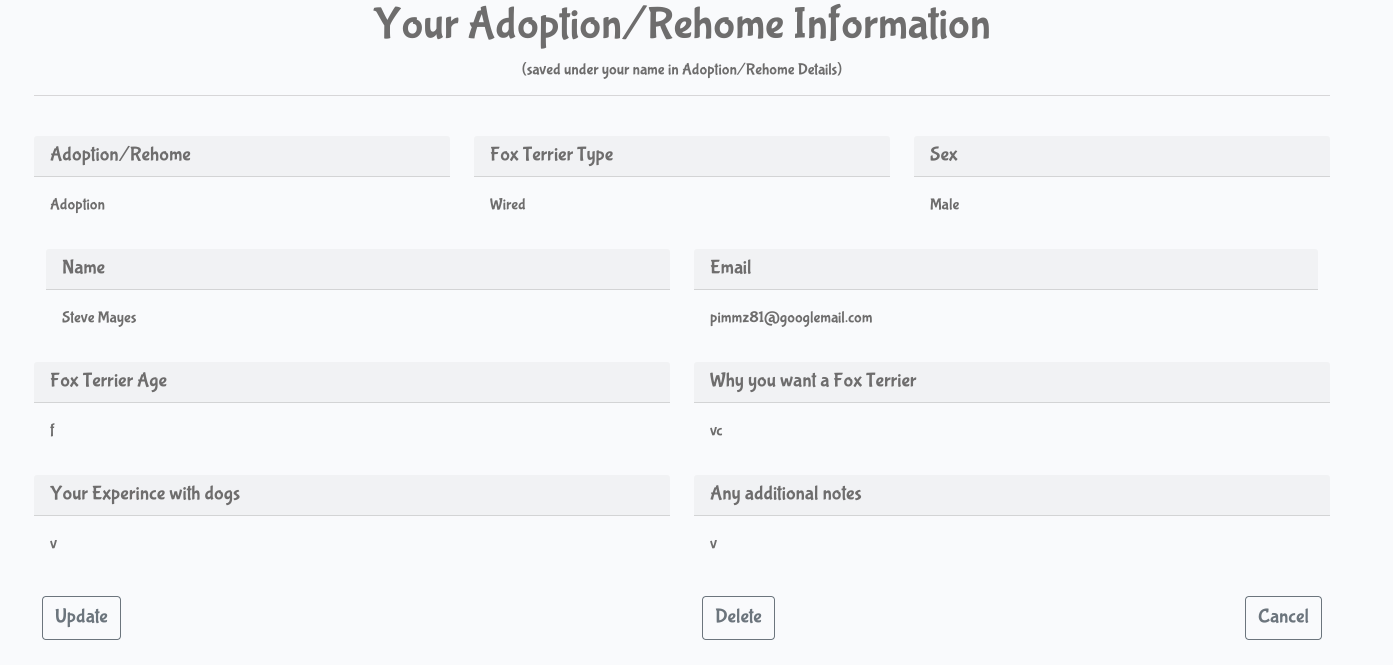 Your Adoption/Rehome Information
(saved under your name in Adoption/Rehome Details)
Adoption/Rehome
Fox Terrier Type
Sex
Adoption
Wired
Male
Name
Email
Steve Mayes
pimmz81@googlemail.com
Fox Terrier Age
Why you want a Fox Terrier
f
vc
Your Experince with dogs
Any additional notes
v
v
Update
Delete
Cancel